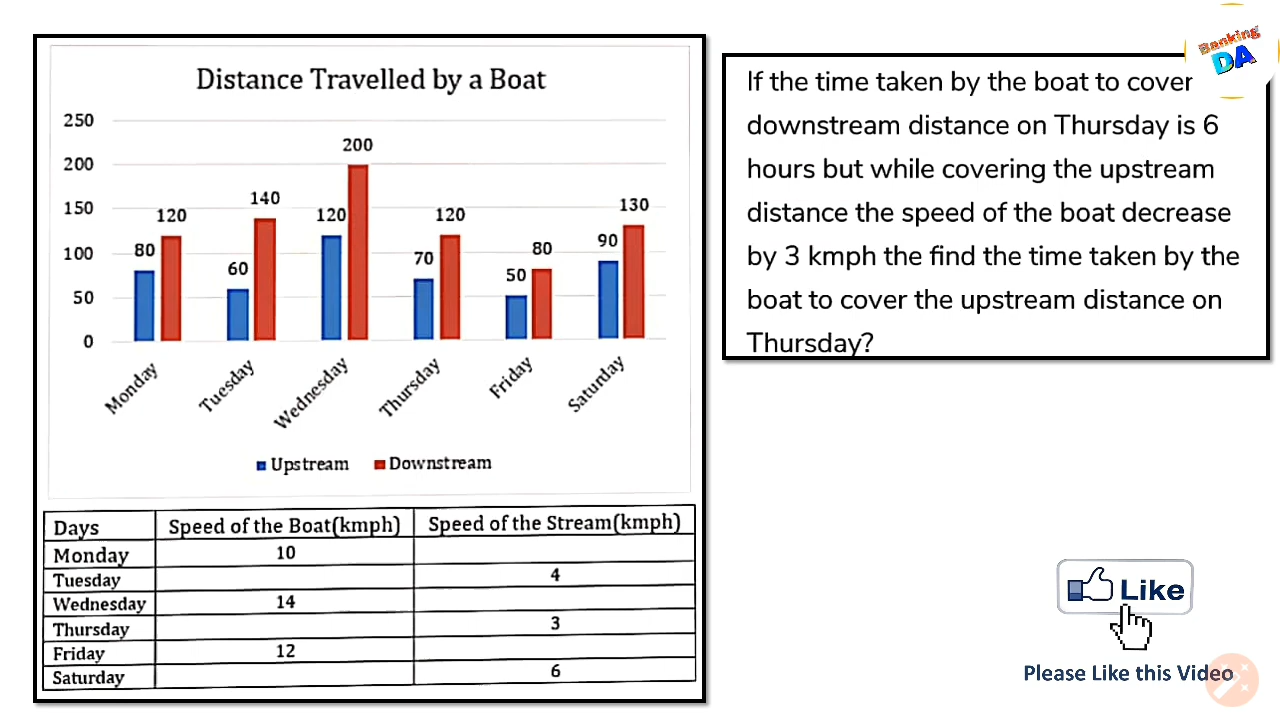 Distance Travelled by a Boat
250
200
150
100
50
0
80
120
60
140
120
200
70
120
50
80
90
130
Monday
Tuesday
Wednesday
Thursday
Friday
Saturday
Upstream Downstream
Days Speed of the Boat(kmph) Speed of the Stream(kmph)
Monday 10
Tuesday 4
Wednesday 14
Thursday 3
Friday 12
Saturday 6
Banking
DA
If the time taken by the boat to cover
downstream distance on Thursday is 6
hours but while covering the upstream
distance the speed of the boat decrease
by 3 kmph the find the time taken by the
boat to cover the upstream distance on
Thursday?
Like
Please Like this Video